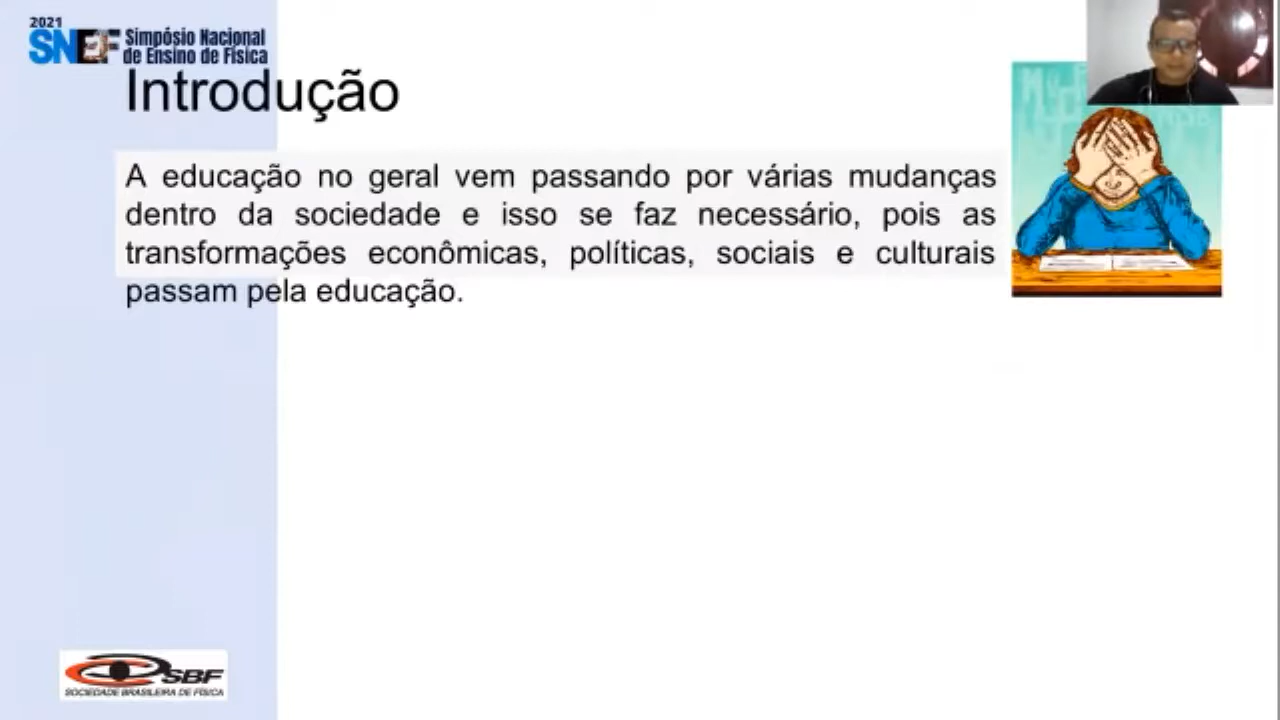 2021
SNEF
Simpósio Nacional
de Ensino de Física
Introdução
A educação no geral vem passando por várias mudanças
dentro da sociedade e isso se faz necessário, pois as
transformações econômicas, políticas, sociais e culturais
passam pela educação.
SBF
SOCIEDADE BRASILEIRA DE FÍSICA